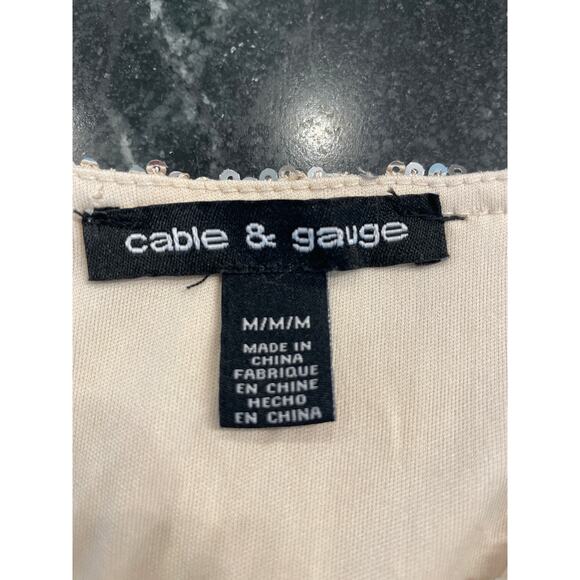 cable & gauge
M/M/M
MADE IN
CHINA
FABRIQUE
EN CHINE
HECHO
EN CHINA